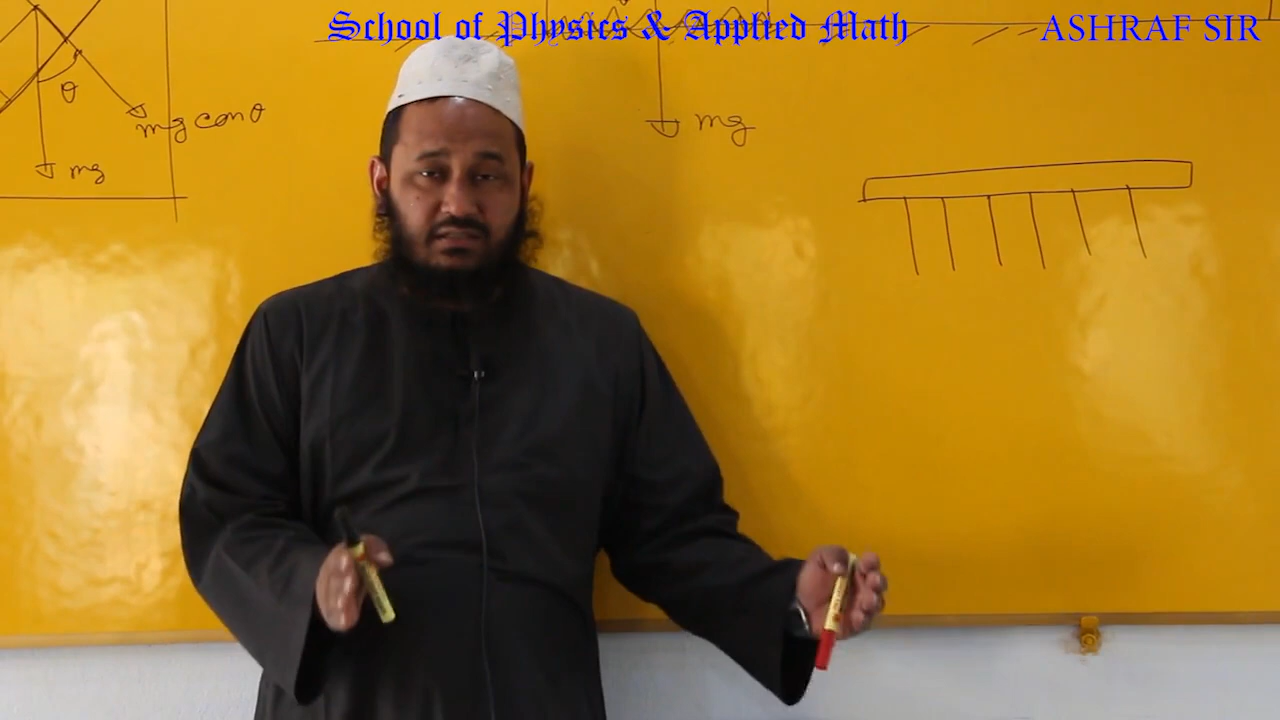 School of Physics & Applied Math
ASHRAF SIR
θ
mg cosθ
mg
mg